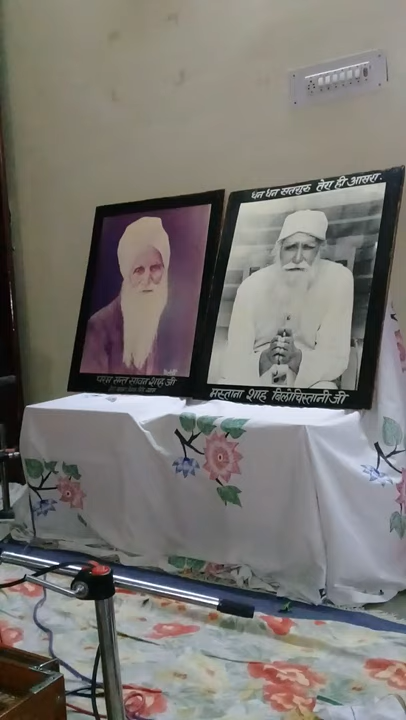 परम सन्त सावन शाह जी
धन धन सतगुरु तेरा ही आसरा.
मस्ताना शाह बिलोचिस्तानी जी